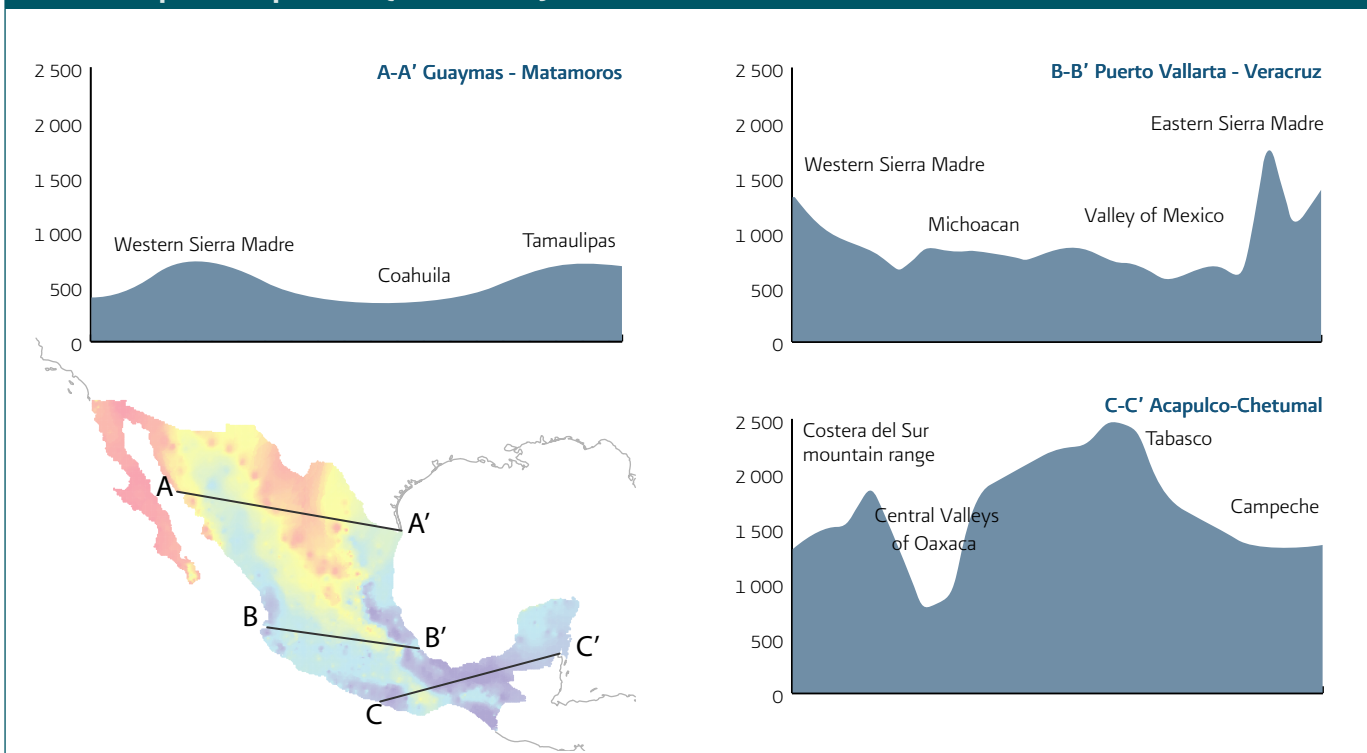 A-A’ Guaymas - Matamoros
2 500
2 000
1 500
1 000
500
0
Western Sierra Madre
Coahuila
Tamaulipas
B-B’ Puerto Vallarta - Veracruz
2 500
2 000
1 500
1 000
500
0
Western Sierra Madre
Michoacan
Valley of Mexico
Eastern Sierra Madre
A
A’
B
B’
C
C’
C-C’ Acapulco-Chetumal
2 500
2 000
1 500
1 000
500
0
Costera del Sur
mountain range
Central Valleys
of Oaxaca
Tabasco
Campeche